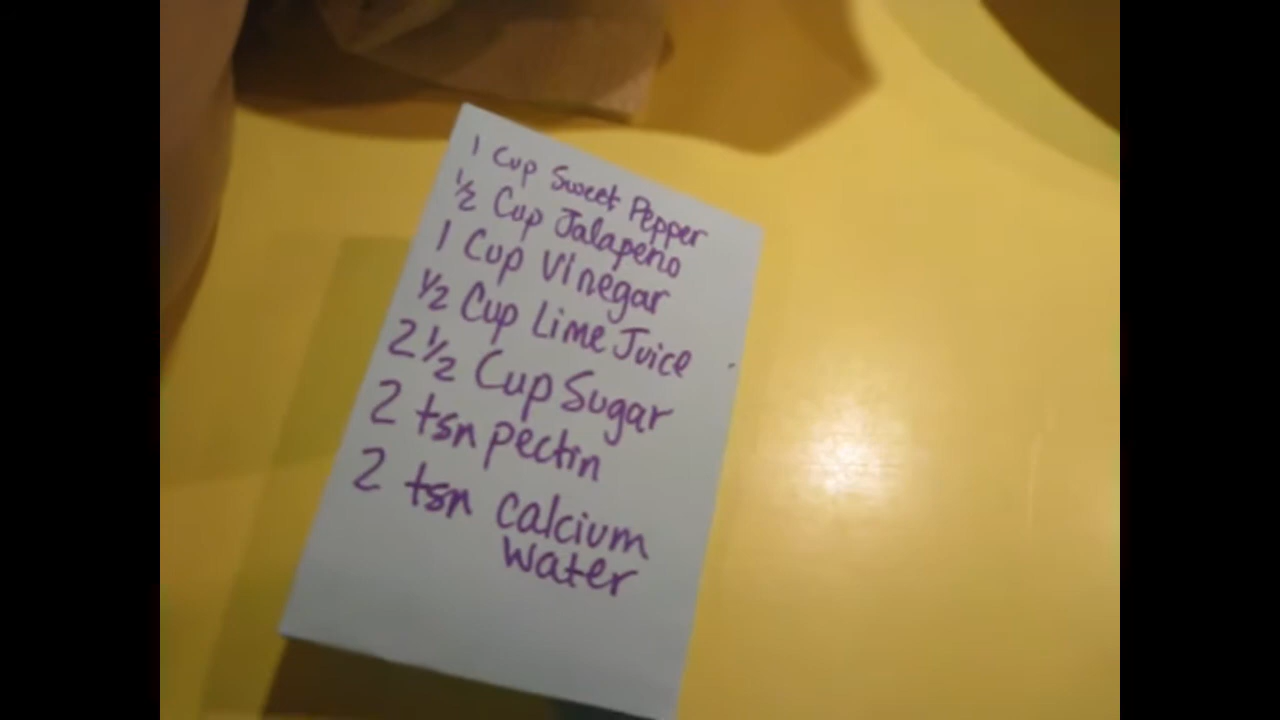 1 Cup Sweet Pepper
1/2 Cup Jalapeno
1 Cup Vinegar
1/2 Cup Lime Juice
2 1/2 Cup Sugar
2 tsn pectin
2 tsn calcium
water